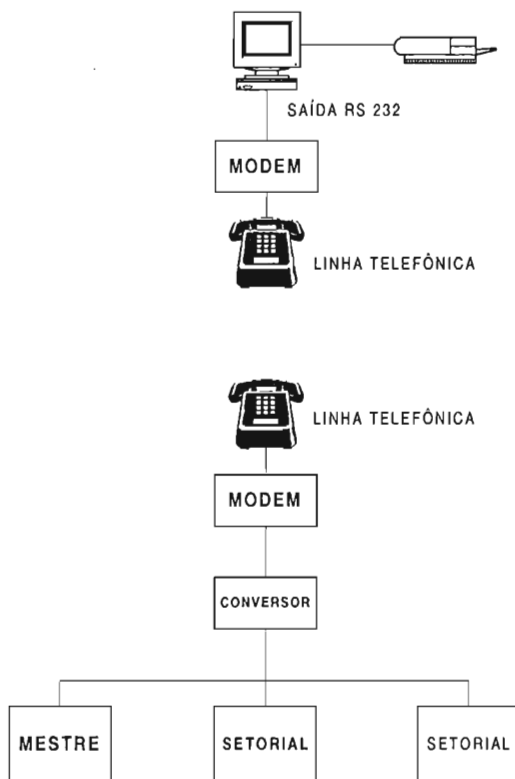 SAÍDA RS 232
MODEM
LINHA TELEFÔNICA
LINHA TELEFÔNICA
MODEM
CONVERSOR
MESTRE
SETORIAL
SETORIAL